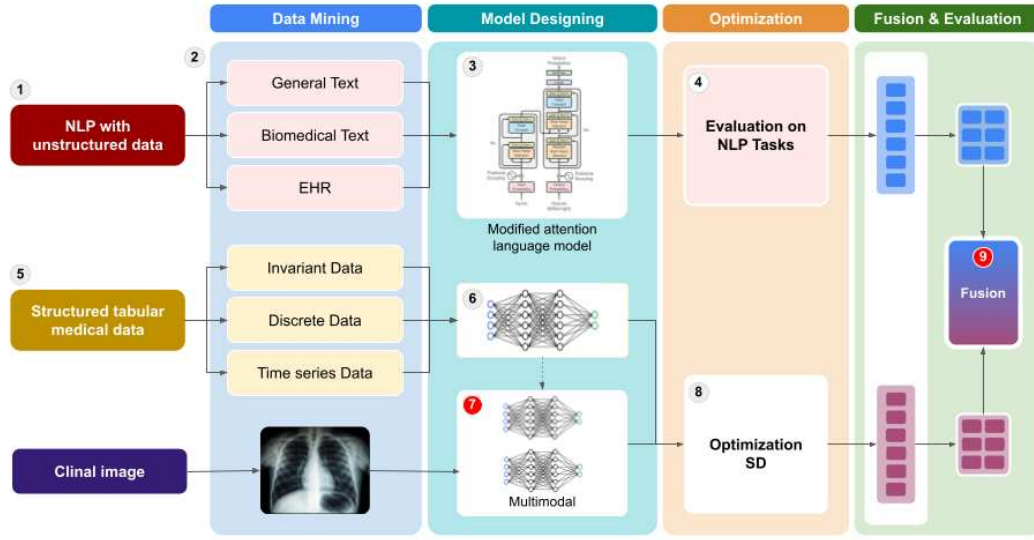 Data Mining
Model Designing
Optimization
Fusion & Evaluation
1
NLP with
unstructured data
2
General Text
Biomedical Text
EHR
3
Modified attention
language model
4
Evaluation on
NLP Tasks
5
Structured tabular
medical data
Invariant Data
Discrete Data
Time series Data
6
7
Multimodal
8
Optimization
SD
9
Fusion
Clinal image